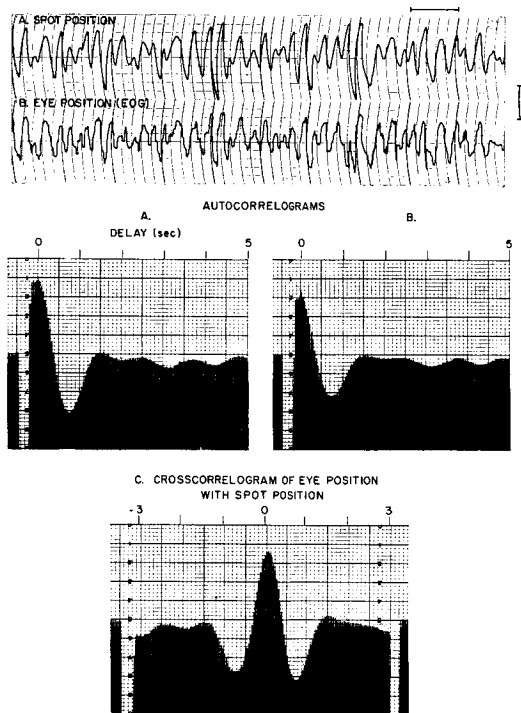 A. SPOT POSITION
B. EYE POSITION (EOG)
AUTOCORRELOGRAMS
A. B.
DELAY (sec)
0 5 0 5
C. CROSSCORRELOGRAM OF EYE POSITION
WITH SPOT POSITION
-3 0 3